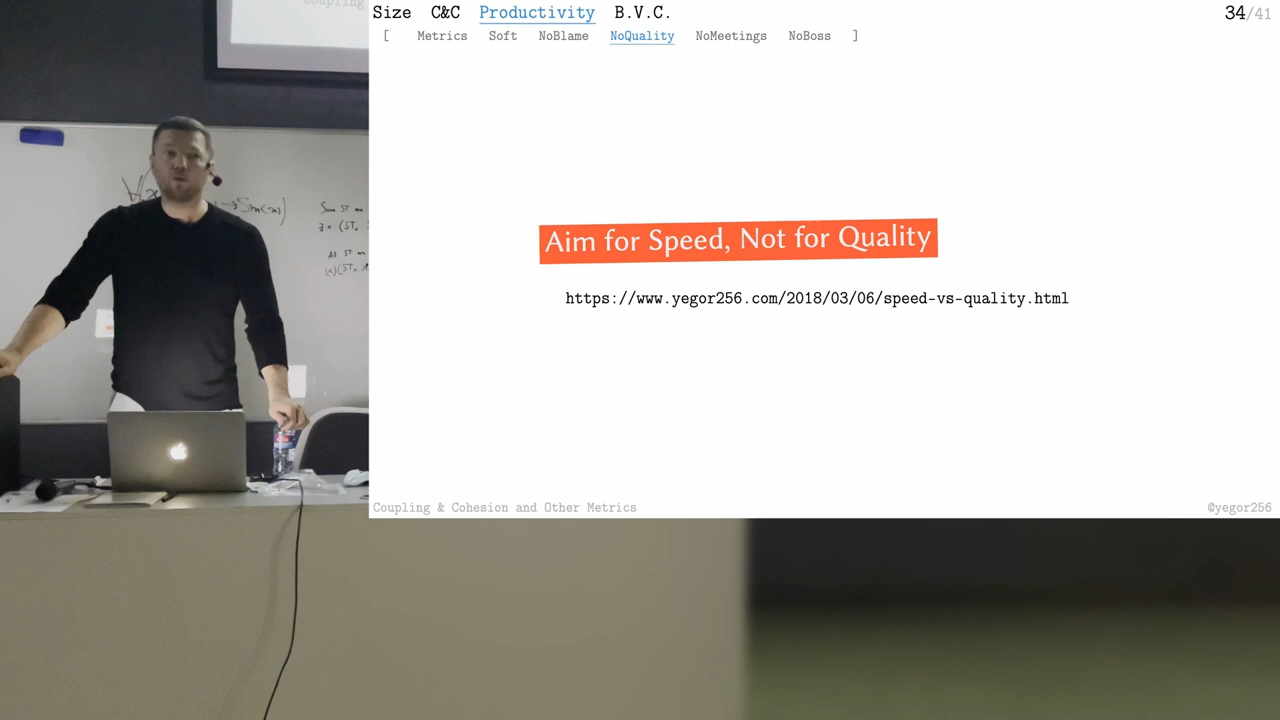 Coupling
Size C&C Productivity B.V.C. 34/41
[ Metrics Soft NoBlame NoQuality NoMeetings NoBoss ]
Aim for Speed, Not for Quality
https://www.yegor256.com/2018/03/06/speed-vs-quality.html
Coupling & Cohesion and Other Metrics @yegor256